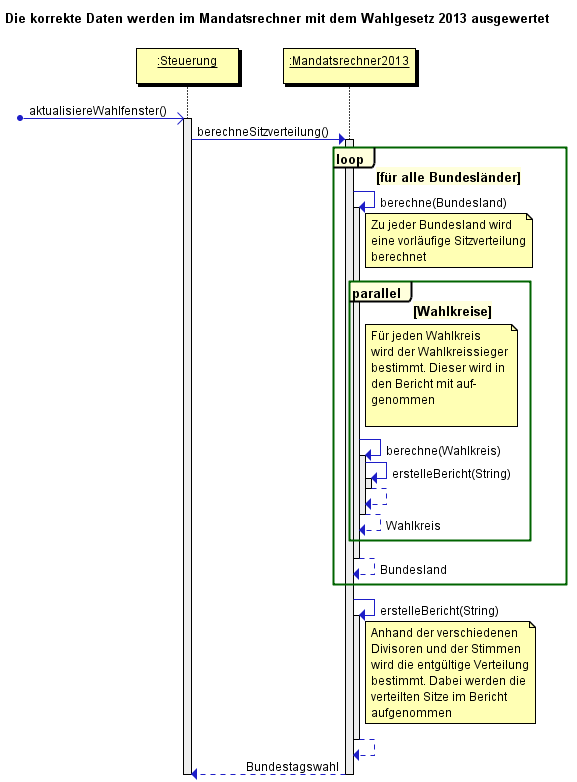 Die korrekte Daten werden im Mandatsrechner mit dem Wahlgesetz 2013 ausgewertet
:Steuerung
:Mandatsrechner2013
aktualisiereWahlfenster()
berechneSitzverteilung()
loop
[für alle Bundesländer]
berechne(Bundesland)
Zu jeder Bundesland wird
eine vorläufige Sitzverteilung
berechnet
parallel
[Wahlkreise]
Für jeden Wahlkreis
wird der Wahlkreissieger
bestimmt. Dieser wird in
den Bericht mit auf-
genommen
berechne(Wahlkreis)
erstelleBericht(String)
Wahlkreis
Bundesland
erstelleBericht(String)
Anhand der verschiedenen
Divisoren und der Stimmen
wird die entgültige Verteilung
bestimmt. Dabei werden die
verteilten Sitze im Bericht
aufgenommen
Bundestagswahl